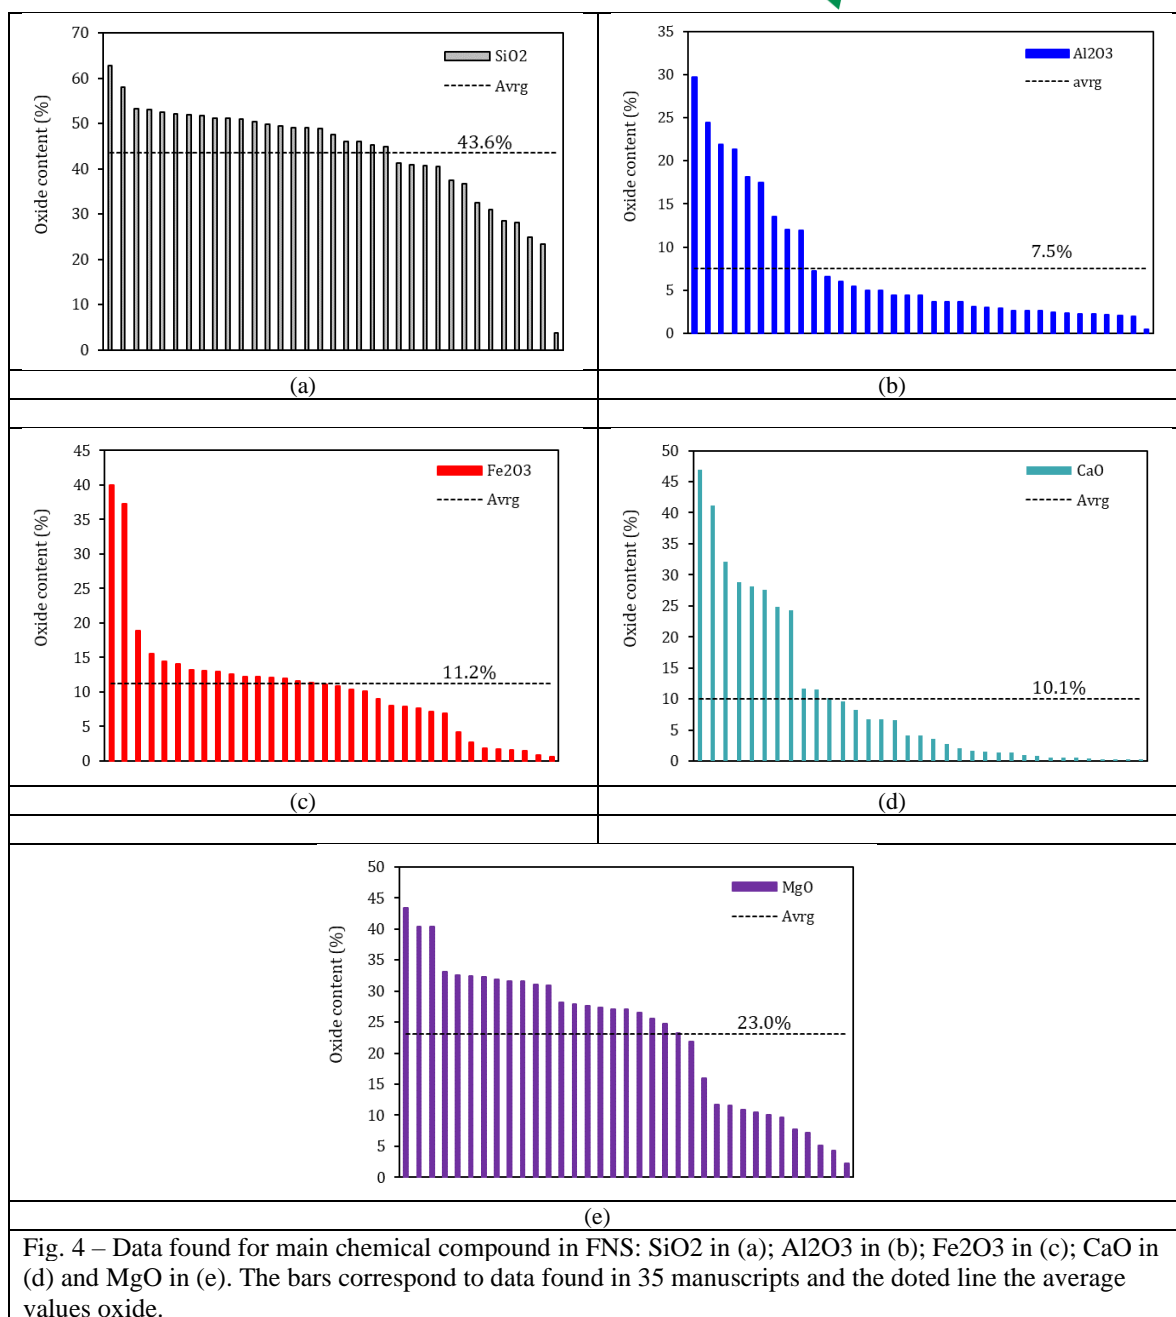 70
60
50
40
30
20
10
0
Oxide content (%)
SiO2
Avrg
43.6%
(a)
35
30
25
20
15
10
5
0
Oxide content (%)
Al2O3
avrg
7.5%
(b)
45
40
35
30
25
20
15
10
5
0
Oxide content (%)
Fe2O3
Avrg
11.2%
(c)
50
45
40
35
30
25
20
15
10
5
0
Oxide content (%)
CaO
Avrg
10.1%
(d)
50
45
40
35
30
25
20
15
10
5
0
Oxide content (%)
MgO
Avrg
23.0%
(e)
Fig. 4 – Data found for main chemical compound in FNS: SiO2 in (a); Al2O3 in (b); Fe2O3 in (c); CaO in
(d) and MgO in (e). The bars correspond to data found in 35 manuscripts and the doted line the average
values oxide.